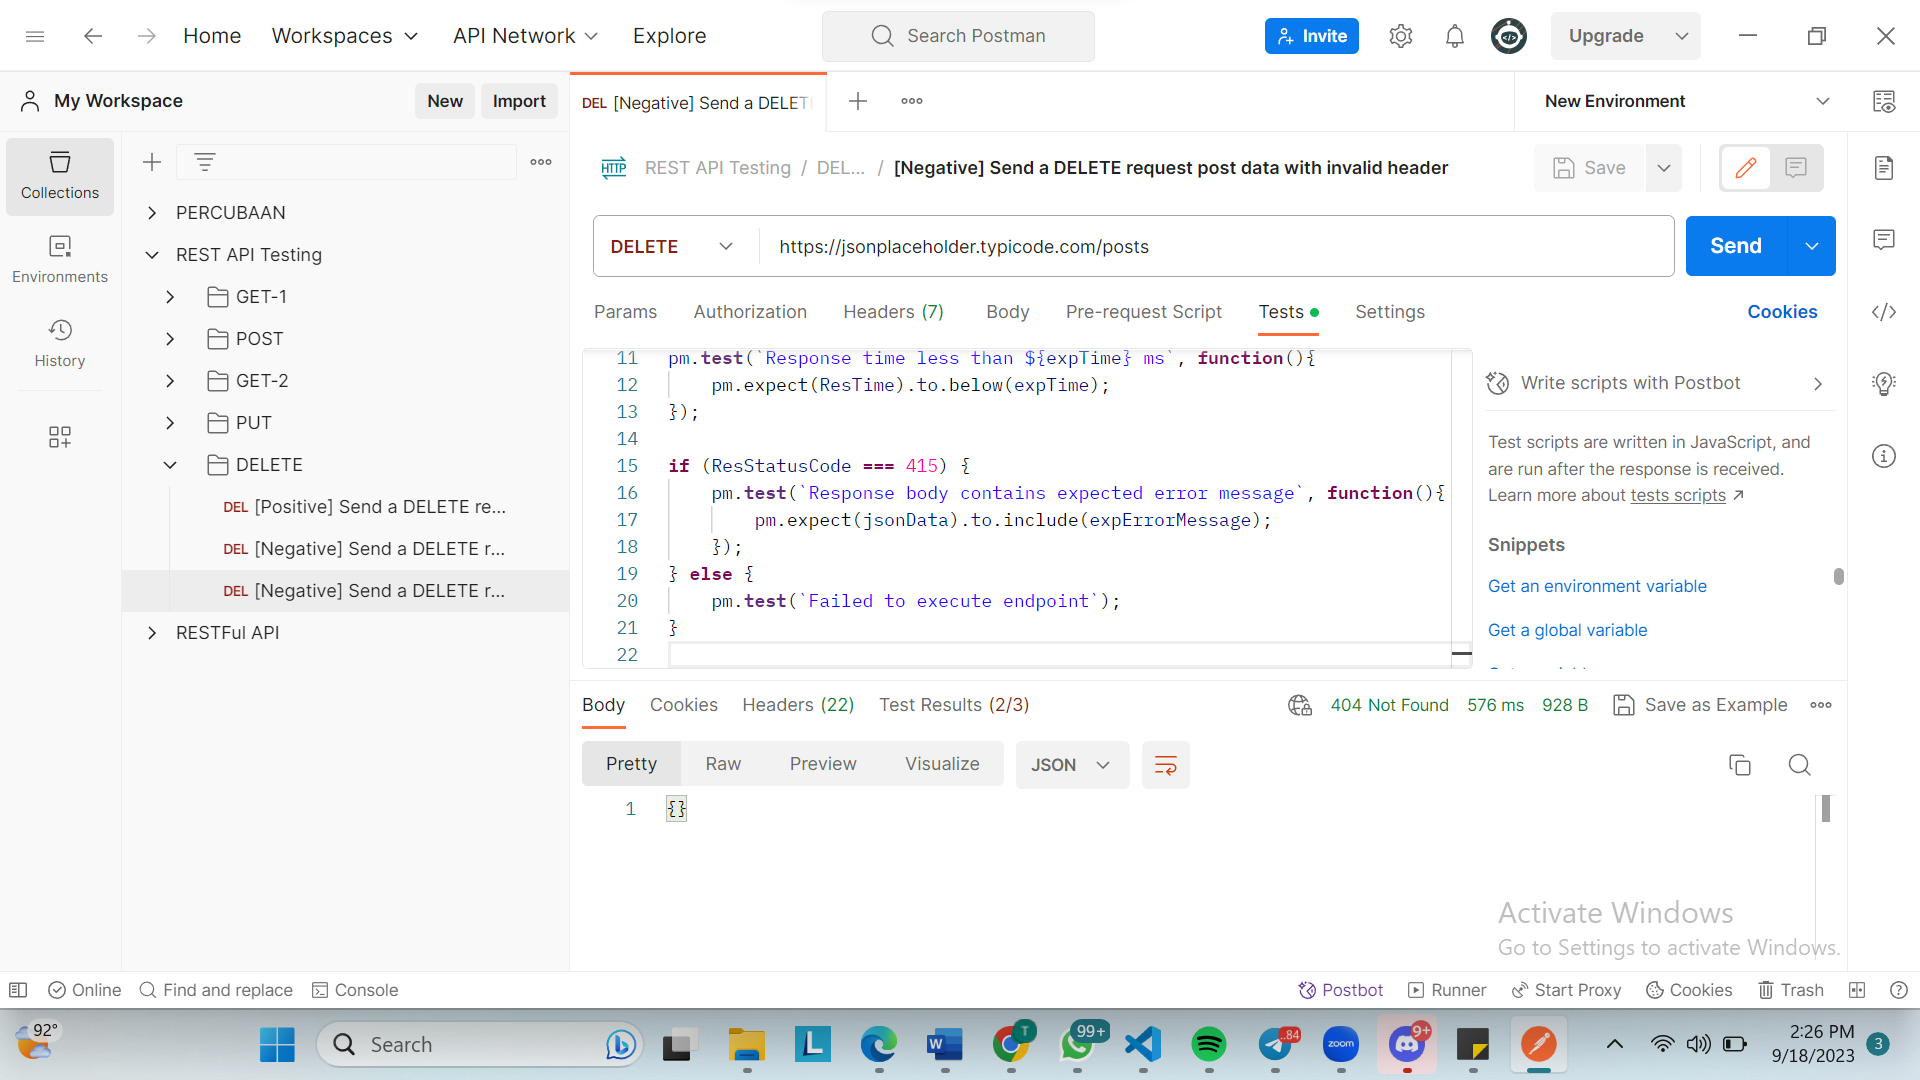 Home
Workspaces
API Network
Explore
Search Postman
Invite
Upgrade
My Workspace
New
Import
DEL [Negative] Send a DELET
New Environment
Collections
Environments
History
PERCUBAAN
REST API Testing
GET-1
POST
GET-2
PUT
DELETE
DEL [Positive] Send a DELETE re...
DEL [Negative] Send a DELETE r...
DEL [Negative] Send a DELETE r...
RESTFul API
HTTP REST API Testing / DEL... / [Negative] Send a DELETE request post data with invalid header
Save
DELETE
https://jsonplaceholder.typicode.com/posts
Send
Params
Authorization
Headers (7)
Body
Pre-request Script
Tests
Settings
Cookies
11 pm.test(`Response time less than ${expTime} ms`, function(){
12 pm.expect(ResTime).to.below(expTime);
13 });
14
15 if (ResStatusCode === 415) {
16 pm.test(`Response body contains expected error message`, function(){
17 pm.expect(jsonData).to.include(expErrorMessage);
18 });
19 } else {
20 pm.test(`Failed to execute endpoint`);
21 }
22
Write scripts with Postbot
Test scripts are written in JavaScript, and
are run after the response is received.
Learn more about tests scripts ↗
Snippets
Get an environment variable
Get a global variable
Body
Cookies
Headers (22)
Test Results (2/3)
404 Not Found
576 ms
928 B
Save as Example
Pretty
Raw
Preview
Visualize
JSON
1 {}
Activate Windows
Go to Settings to activate Windows.
Online
Find and replace
Console
Postbot
Runner
Start Proxy
Cookies
Trash
92°
Search
L
W
T
99+
84
zoom
9+
2:26 PM
9/18/2023
3